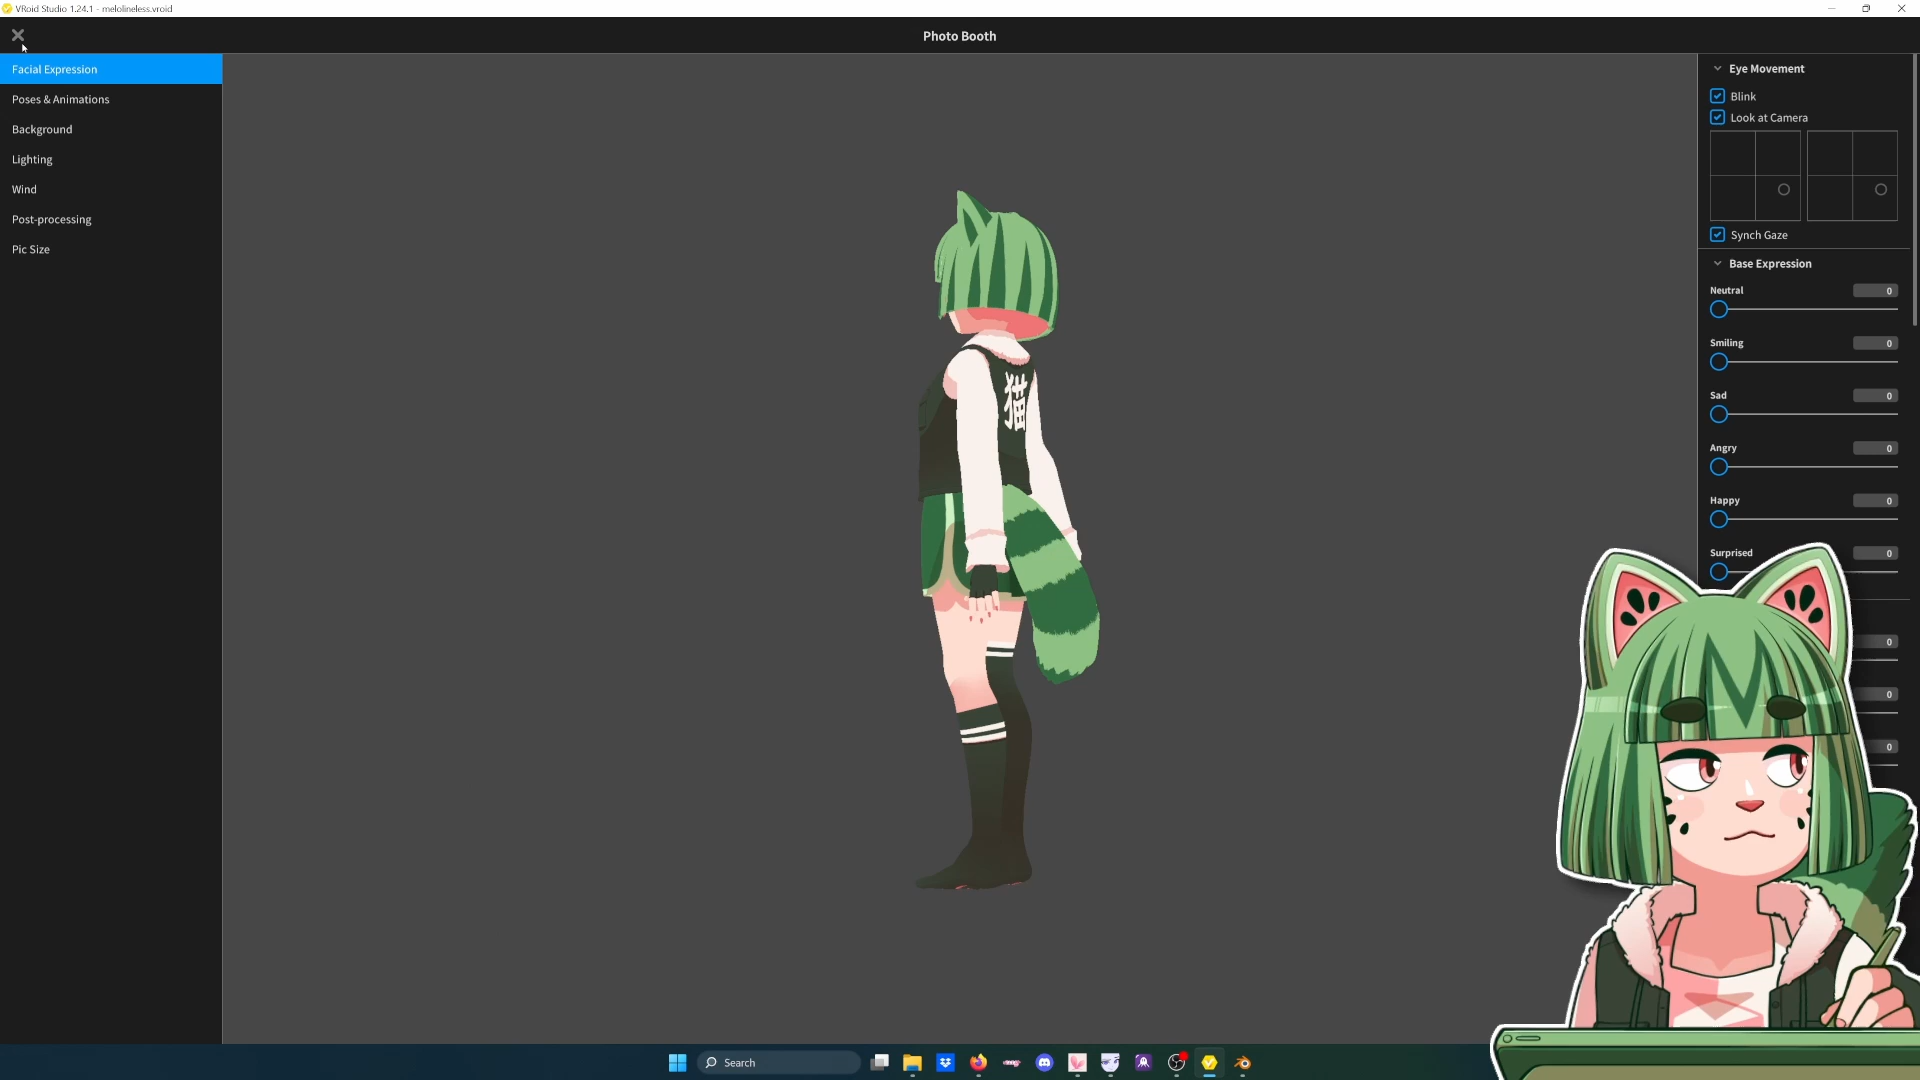 VRoid Studio 1.24.1 - melolineless.vroid
Photo Booth
Facial Expression
Poses & Animations
Background
Lighting
Wind
Post-processing
Pic Size
猫
Eye Movement
Blink
Look at Camera
Synch Gaze
Base Expression
Neutral 0
Smiling 0
Sad 0
Angry 0
Happy 0
Surprised 0
0
0
0
Search